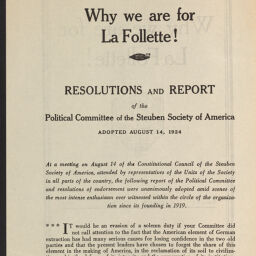 Why we are for
La Follette!
RESOLUTIONS AND REPORT
of the
Political Committee of the Steuben Society of America
ADOPTED AUGUST 14, 1924
At a meeting on August 14 of the Constitutional Council of the Steuben
Society of America, attended by representatives of the Units of the Society
in all parts of the country, the following report of the Political Committee
and resolutions of endorsement were unanimously adopted amid scenes of
the most intense enthusiasm ever witnessed within the circle of the organiza-
tion since its founding in 1919.
*** IT would be an evasion of a solemn duty if your Committee did
not call attention to the fact that the American element of German
extraction has had many serious causes for losing confidence in the two old
parties and that the present leaders have chosen to forget the share of this
element in the making of America, in the reclamation of its soil to civiliza-